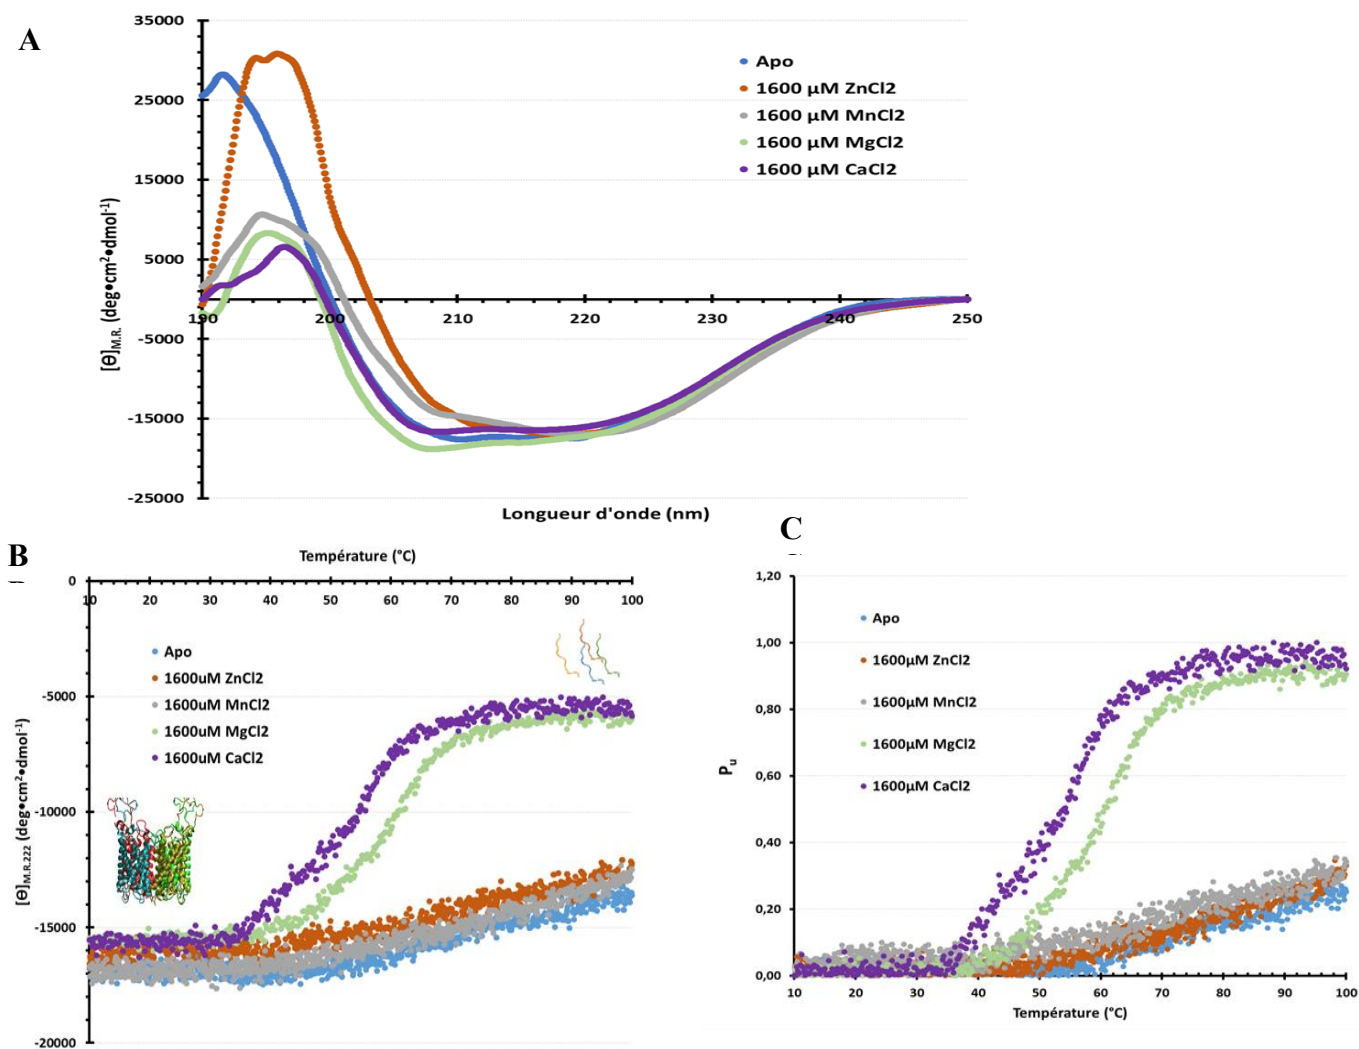 A
35000
25000
15000
5000
-5000
-15000
-25000
[Θ]M.R. (deg•cm2•dmol-1)
Apo
1600 µM ZnCl2
1600 µM MnCl2
1600 µM MgCl2
1600 µM CaCl2
190 200 210 220 230 240 250
Longueur d'onde (nm)
B
Température (°C)
0
10 20 30 40 50 60 70 80 90 100
-5000
-10000
-15000
-20000
[Θ]M.R.222 (deg•cm2•dmol-1)
Apo
1600uM ZnCl2
1600uM MnCl2
1600uM MgCl2
1600uM CaCl2
C
1,20
1,00
0,80
0,60
0,40
0,20
0,00
Pu
Apo
1600µM ZnCl2
1600µM MnCl2
1600µM MgCl2
1600µM CaCl2
10 20 30 40 50 60 70 80 90 100
Température (°C)